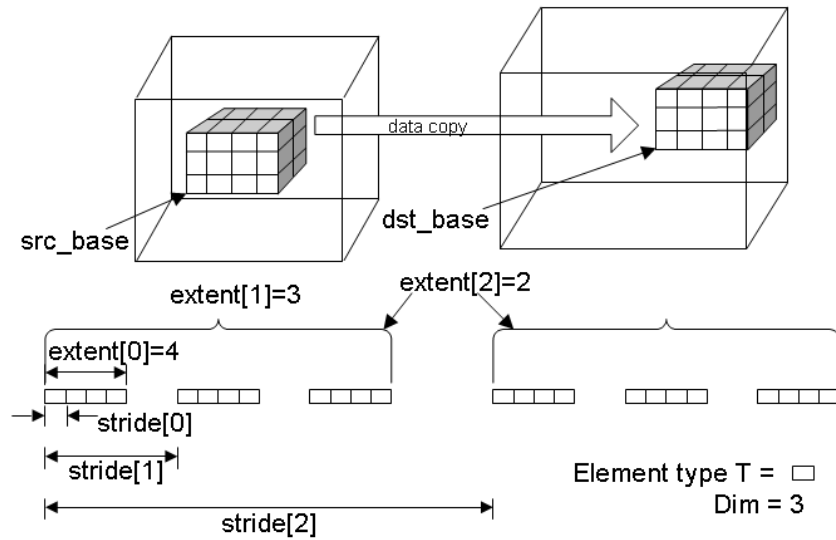 data copy
src_base
dst_base
extent[1]=3
extent[2]=2
extent[0]=4
stride[0]
stride[1]
Element type T =
Dim = 3
stride[2]